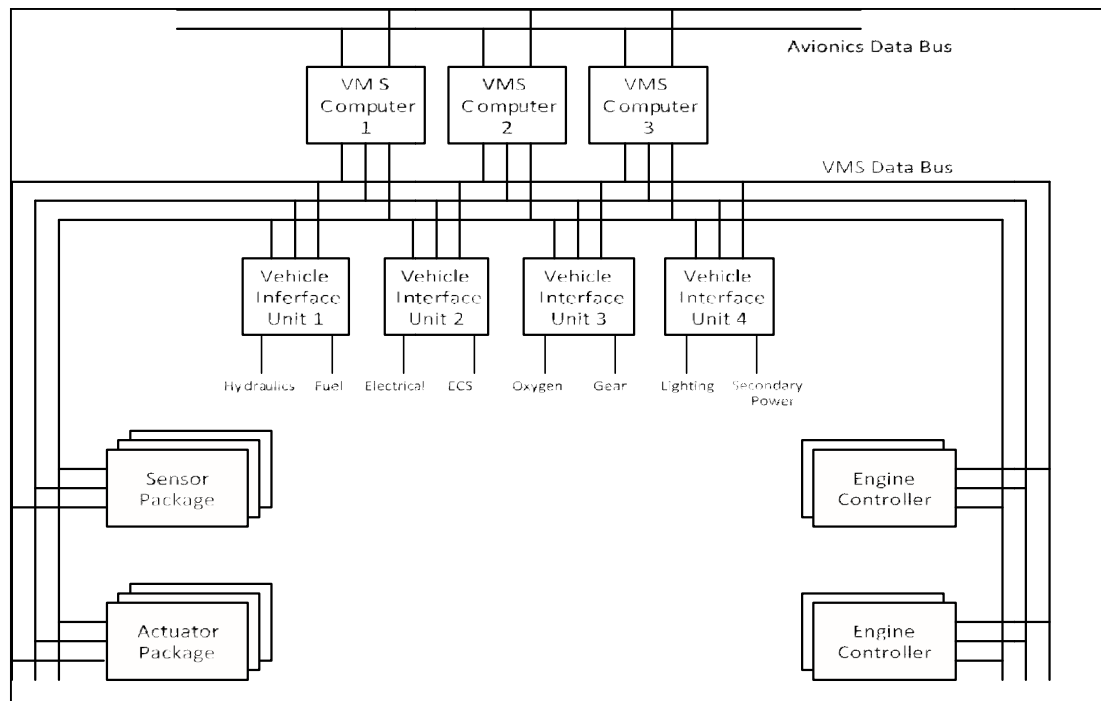 Avionics Data Bus
VMS
Computer
1
VMS
Computer
2
VMS
Computer
3
VMS Data Bus
Vehicle
Inferface
Unit 1
Vehicle
Interface
Unit 2
Vehicle
Interface
Unit 3
Vehicle
Interface
Unit 4
Hydraulics
Fuel
Electrical
ECS
Oxygen
Gear
Lighting
Secondary
Power
Sensor
Package
Engine
Controller
Actuator
Package
Engine
Controller